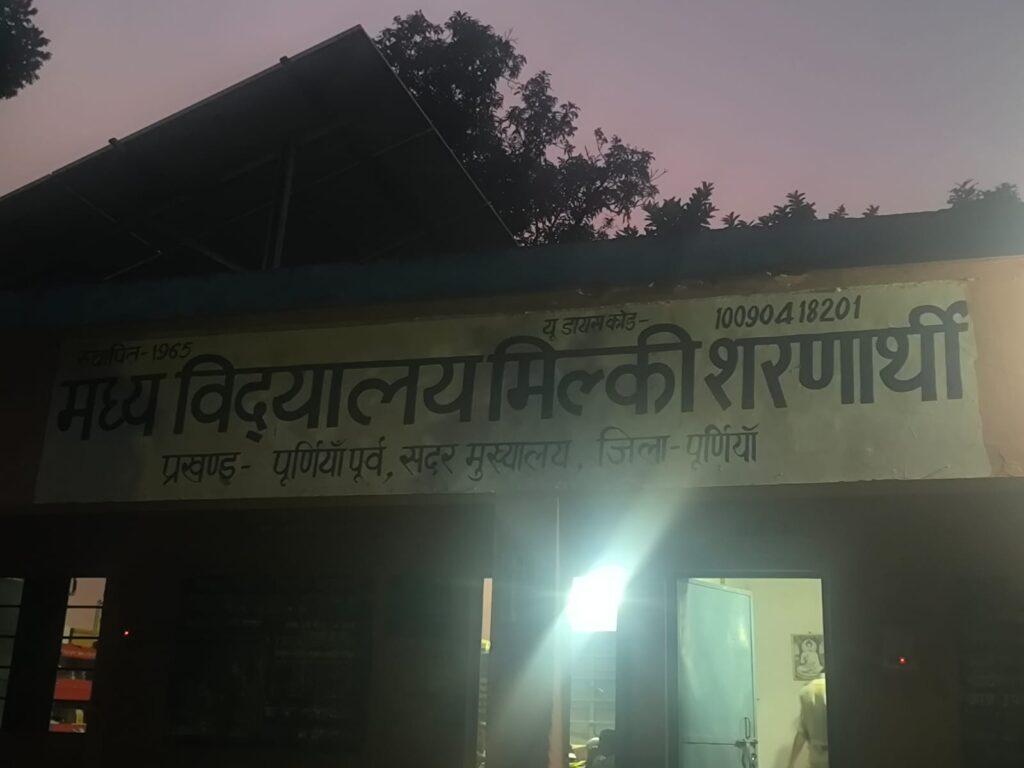 स्थापित-1965 यू डायस कोड- 10090418201
मध्य विद्यालय मिल्की शरणार्थी
प्रखण्ड- पूर्णियाँ पूर्व, सदर मुख्यालय, जिला-पूर्णियाँ